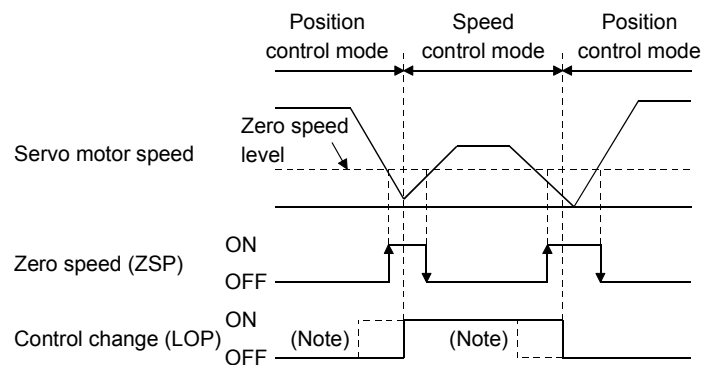 Position control mode
Speed control mode
Position control mode
Zero speed level
Servo motor speed
ON
Zero speed (ZSP)
OFF
ON
Control change (LOP)
(Note)
(Note)
OFF